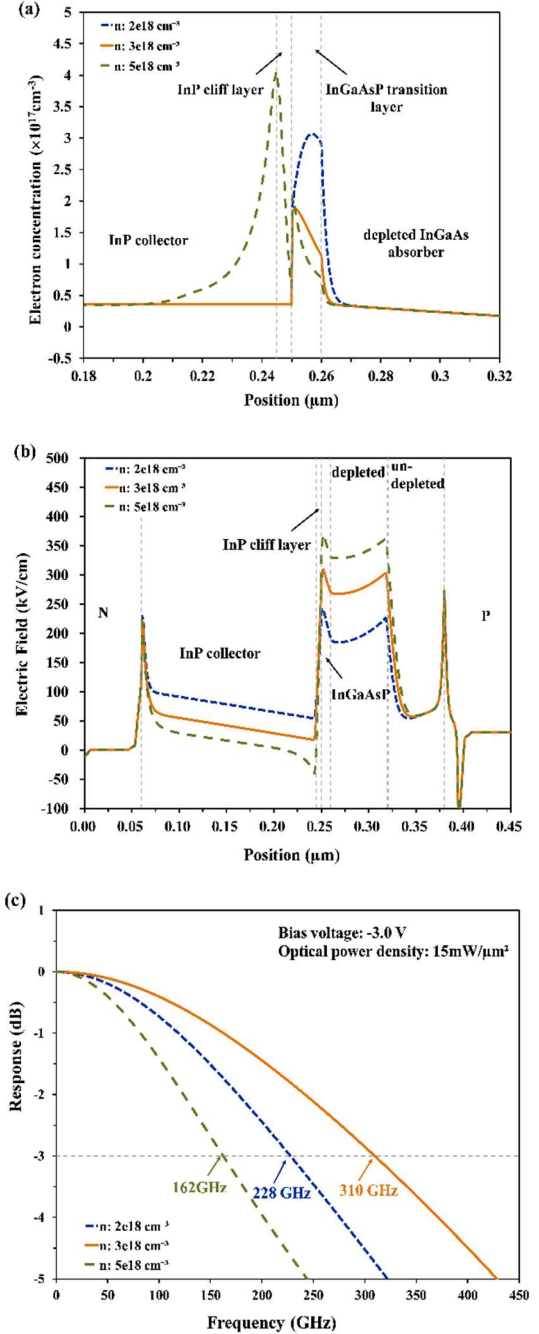 (a)
n: 2e18 cm⁻³
n: 3e18 cm⁻³
n: 5e18 cm⁻³
InP cliff layer
InGaAsP transition
layer
InP collector
depleted InGaAs
absorber
Electron concentration (×10¹⁷cm⁻³)
5
4.5
4
3.5
3
2.5
2
1.5
1
0.5
0
-0.5
0.18 0.2 0.22 0.24 0.26 0.28 0.3 0.32
Position (µm)
(b)
n: 2e18 cm⁻³
n: 3e18 cm⁻³
n: 5e18 cm⁻³
depleted
un-
depleted
InP cliff layer
N
P
InP collector
InGaAsP
Electric Field (kV/cm)
500
450
400
350
300
250
200
150
100
50
0
-50
-100
0.00 0.05 0.10 0.15 0.20 0.25 0.30 0.35 0.40 0.45
Position (µm)
(c)
Bias voltage: -3.0 V
Optical power density: 15mW/µm²
Response (dB)
1
0
-1
-2
-3
-4
-5
162GHz
228 GHz
310 GHz
n: 2e18 cm⁻³
n: 3e18 cm⁻³
n: 5e18 cm⁻³
0 50 100 150 200 250 300 350 400 450
Frequency (GHz)